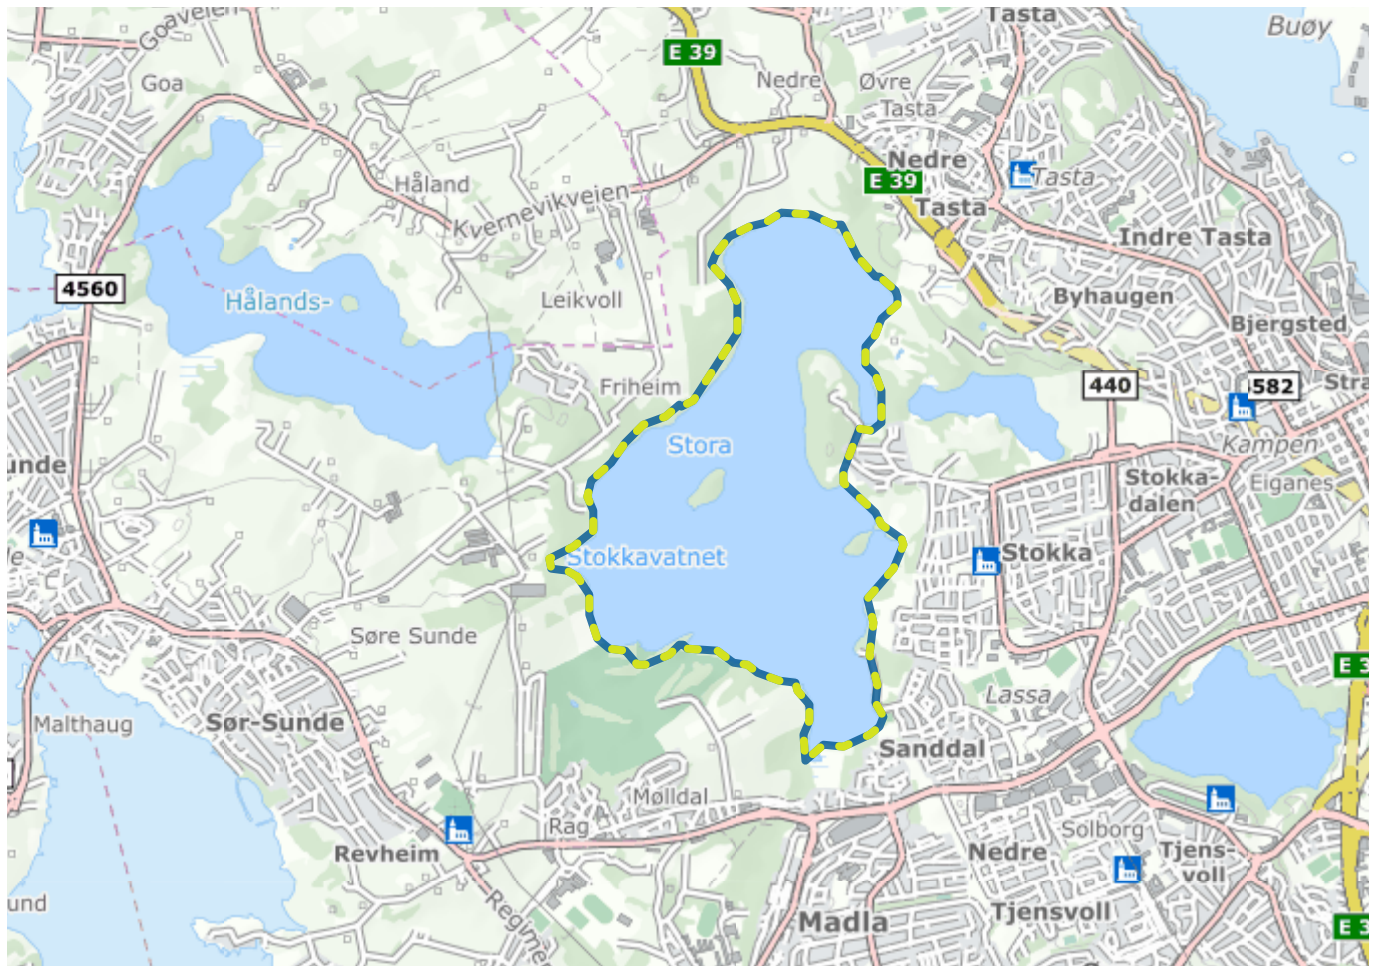 Goaveien
Tasta
Buøy
E 39
Goa
Nedre
Øvre
Tasta
Nedre
E 39
Tasta
Håland
Tasta
Kvernevikveien
Indre Tasta
4560
Hålands-
Leikvoll
Byhaugen
Bjergsted
Friheim
440
582
Stra
Stora
Kampen
unde
Stokka-
dalen
Eiganes
Stokkavatnet
Stokka
Søre Sunde
E 3
Lassa
Malthaug
Sør-Sunde
Sanddal
Mølldal
Rag
Revheim
Solborg
Nedre
Tjens-
voll
und
Regime
Madla
Tjensvoll
E 3